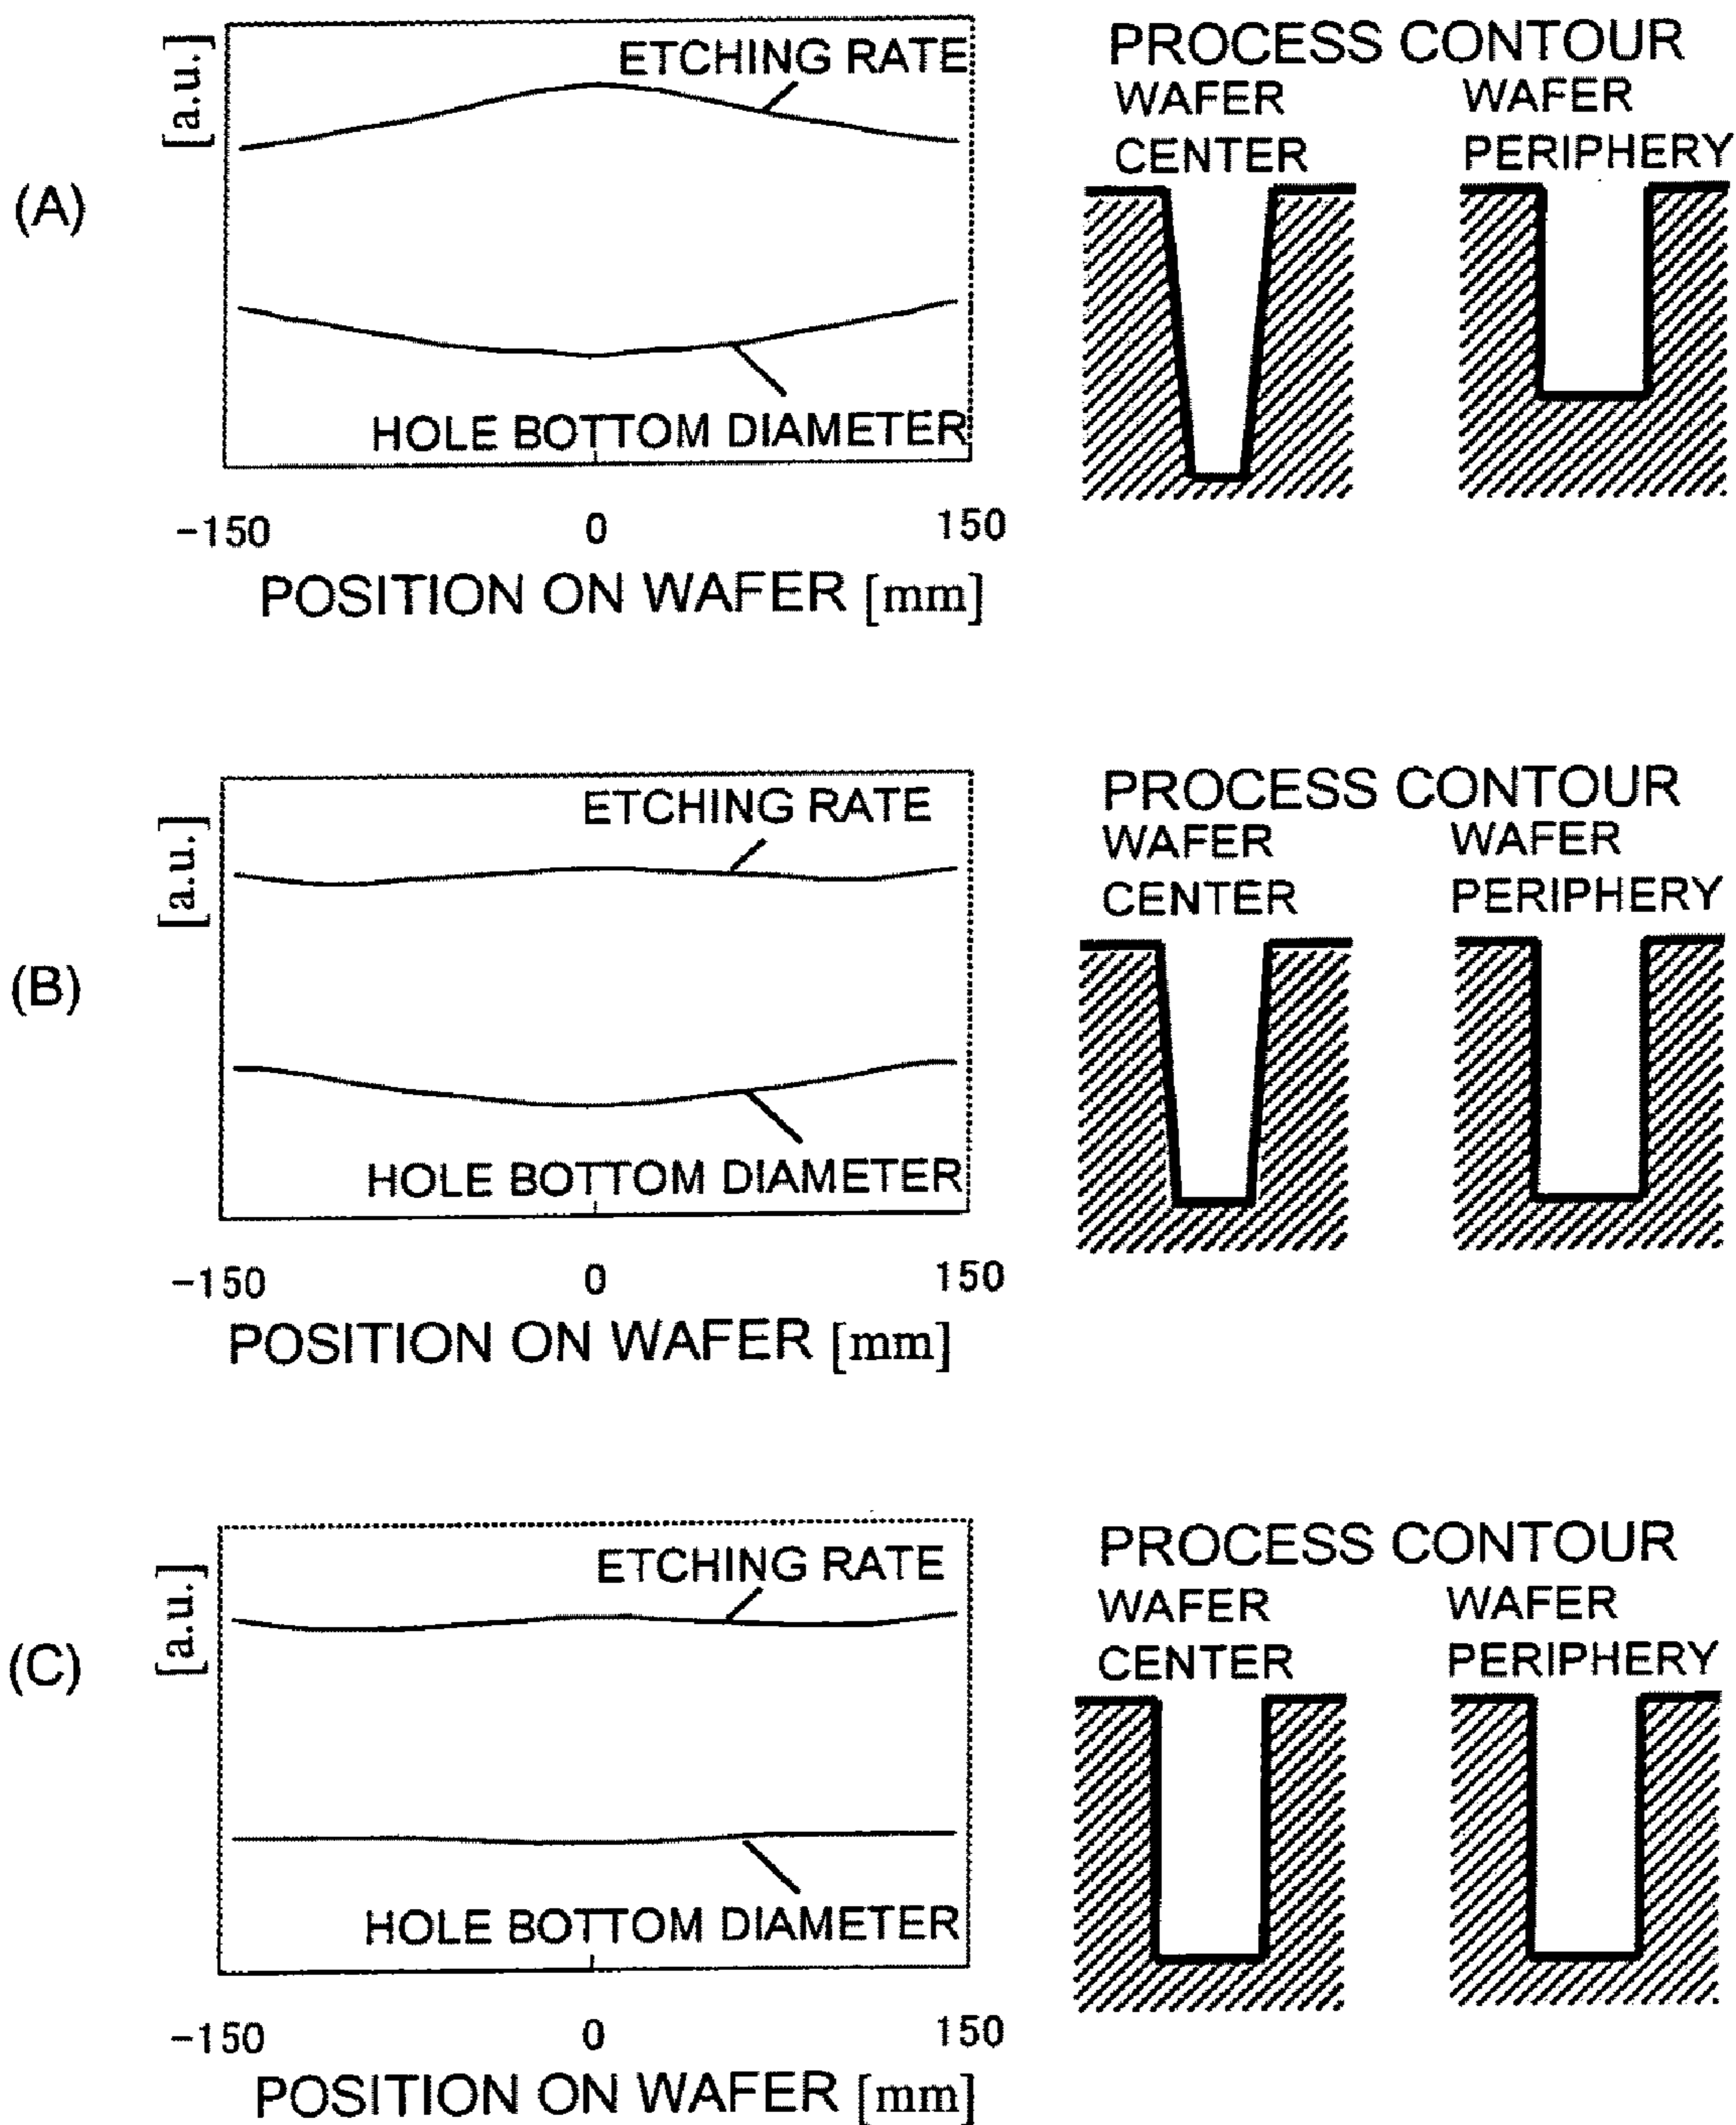 (A)
[a.u.]
ETCHING RATE
HOLE BOTTOM DIAMETER
-150 0 150
POSITION ON WAFER [mm]
PROCESS CONTOUR
WAFER CENTER
WAFER PERIPHERY
(B)
[a.u.]
ETCHING RATE
HOLE BOTTOM DIAMETER
-150 0 150
POSITION ON WAFER [mm]
PROCESS CONTOUR
WAFER CENTER
WAFER PERIPHERY
(C)
[a.u.]
ETCHING RATE
HOLE BOTTOM DIAMETER
-150 0 150
POSITION ON WAFER [mm]
PROCESS CONTOUR
WAFER CENTER
WAFER PERIPHERY